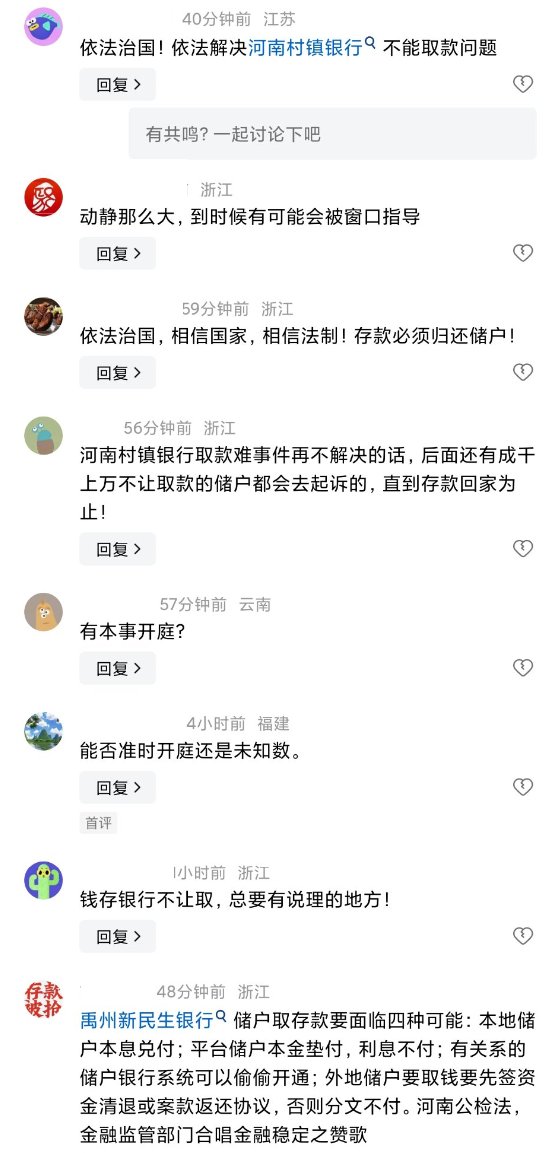 40分钟前 江苏
依法治国！依法解决河南村镇银行 不能取款问题
回复 >
有共鸣？一起讨论下吧
浙江
动静那么大，到时候有可能会被窗口指导
回复 >
59分钟前 浙江
依法治国，相信国家，相信法制！存款必须归还储户！
回复 >
56分钟前 浙江
河南村镇银行取款难事件再不解决的话，后面还有成千
上万不让取款的储户都会去起诉的，直到存款回家为
止！
回复 >
57分钟前 云南
有本事开庭？
回复 >
4小时前 福建
能否准时开庭还是未知数。
回复 >
首评
小时前 浙江
钱存银行不让取，总要有说理的地方！
回复 >
存款
被拍
48分钟前 浙江
禹州新民生银行 储户取存款要面临四种可能：本地储
户本息兑付；平台储户本金垫付，利息不付；有关系的
储户银行系统可以偷偷开通；外地储户要取钱要先签资
金清退或案款返还协议，否则分文不付。河南公检法，
金融监管部门合唱金融稳定之赞歌